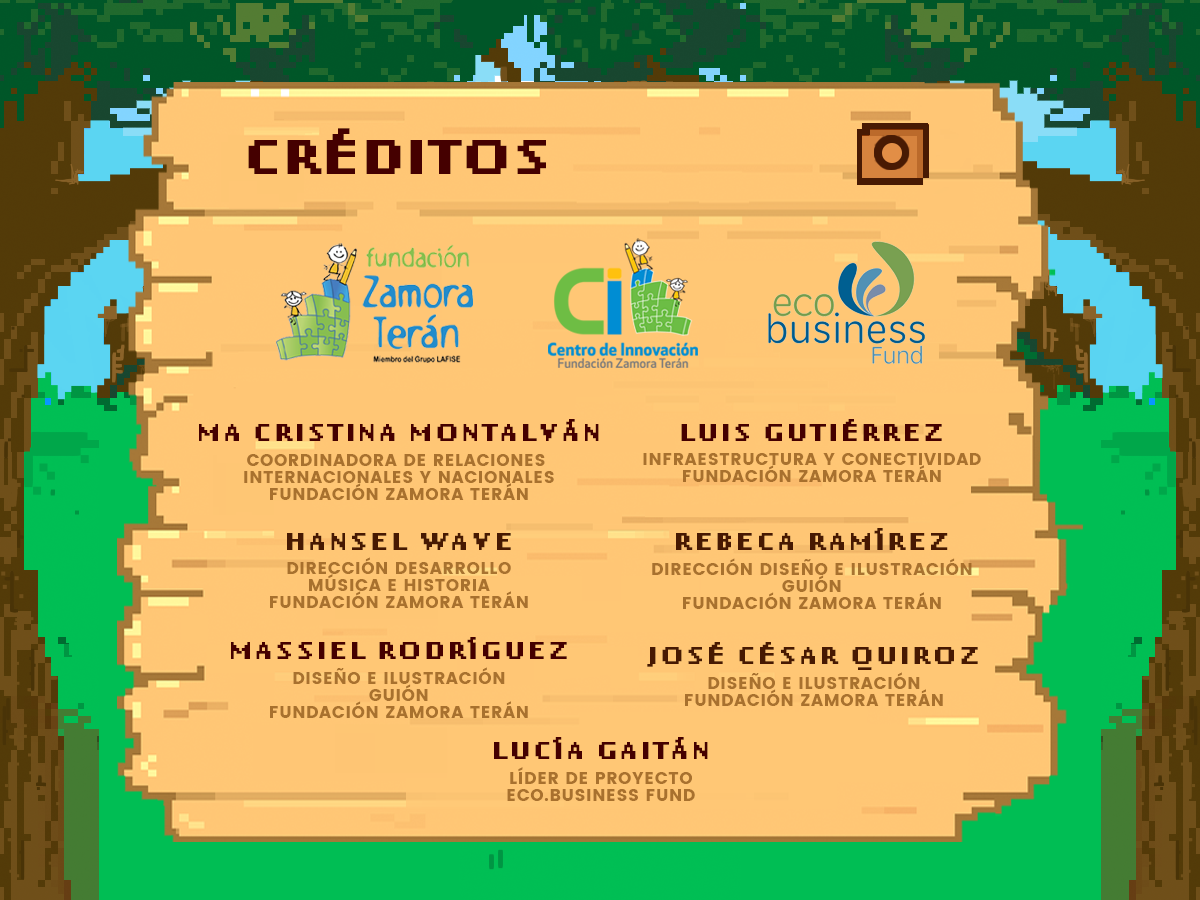 CRÉDITOS
fundación
Zamora
Terán
Miembro del Grupo LAFISE
Ci
Centro de Innovación
Fundación Zamora Terán
eco.
business
Fund
MA CRISTINA MONTALVÁN
COORDINADORA DE RELACIONES
INTERNACIONALES Y NACIONALES
FUNDACIÓN ZAMORA TERÁN
LUIS GUTIÉRREZ
INFRAESTRUCTURA Y CONECTIVIDAD
FUNDACIÓN ZAMORA TERÁN
HANSEL WAVE
DIRECCIÓN DESARROLLO
MÚSICA E HISTORIA
FUNDACIÓN ZAMORA TERÁN
REBECA RAMÍREZ
DIRECCIÓN DISEÑO E ILUSTRACIÓN
GUIÓN
FUNDACIÓN ZAMORA TERÁN
MASSIEL RODRÍGUEZ
DISEÑO E ILUSTRACIÓN
GUIÓN
FUNDACIÓN ZAMORA TERÁN
JOSÉ CÉSAR QUIROZ
DISEÑO E ILUSTRACIÓN
FUNDACIÓN ZAMORA TERÁN
LUCÍA GAITÁN
LÍDER DE PROYECTO
ECO.BUSINESS FUND